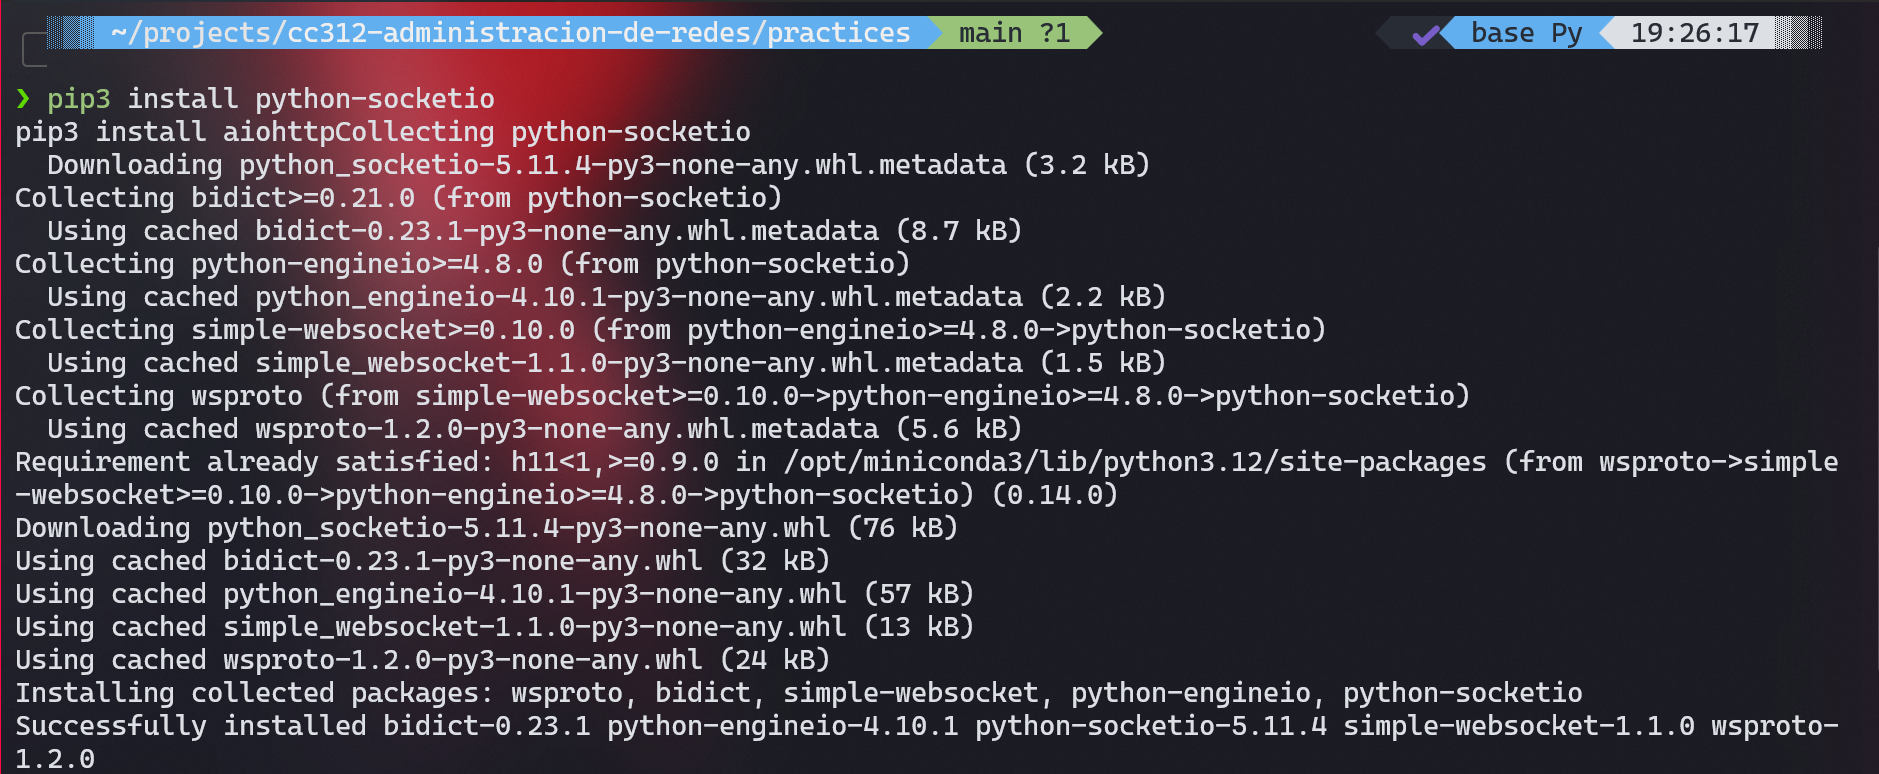 ~/projects/cc312-administracion-de-redes/practices main ?1 base Py 19:26:17
❯ pip3 install python-socketio
pip3 install aiohttpCollecting python-socketio
  Downloading python_socketio-5.11.4-py3-none-any.whl.metadata (3.2 kB)
Collecting bidict>=0.21.0 (from python-socketio)
  Using cached bidict-0.23.1-py3-none-any.whl.metadata (8.7 kB)
Collecting python-engineio>=4.8.0 (from python-socketio)
  Using cached python_engineio-4.10.1-py3-none-any.whl.metadata (2.2 kB)
Collecting simple-websocket>=0.10.0 (from python-engineio>=4.8.0->python-socketio)
  Using cached simple_websocket-1.1.0-py3-none-any.whl.metadata (1.5 kB)
Collecting wsproto (from simple-websocket>=0.10.0->python-engineio>=4.8.0->python-socketio)
  Using cached wsproto-1.2.0-py3-none-any.whl.metadata (5.6 kB)
Requirement already satisfied: h11<1,>=0.9.0 in /opt/miniconda3/lib/python3.12/site-packages (from wsproto->simple
-websocket>=0.10.0->python-engineio>=4.8.0->python-socketio) (0.14.0)
Downloading python_socketio-5.11.4-py3-none-any.whl (76 kB)
Using cached bidict-0.23.1-py3-none-any.whl (32 kB)
Using cached python_engineio-4.10.1-py3-none-any.whl (57 kB)
Using cached simple_websocket-1.1.0-py3-none-any.whl (13 kB)
Using cached wsproto-1.2.0-py3-none-any.whl (24 kB)
Installing collected packages: wsproto, bidict, simple-websocket, python-engineio, python-socketio
Successfully installed bidict-0.23.1 python-engineio-4.10.1 python-socketio-5.11.4 simple-websocket-1.1.0 wsproto-
1.2.0